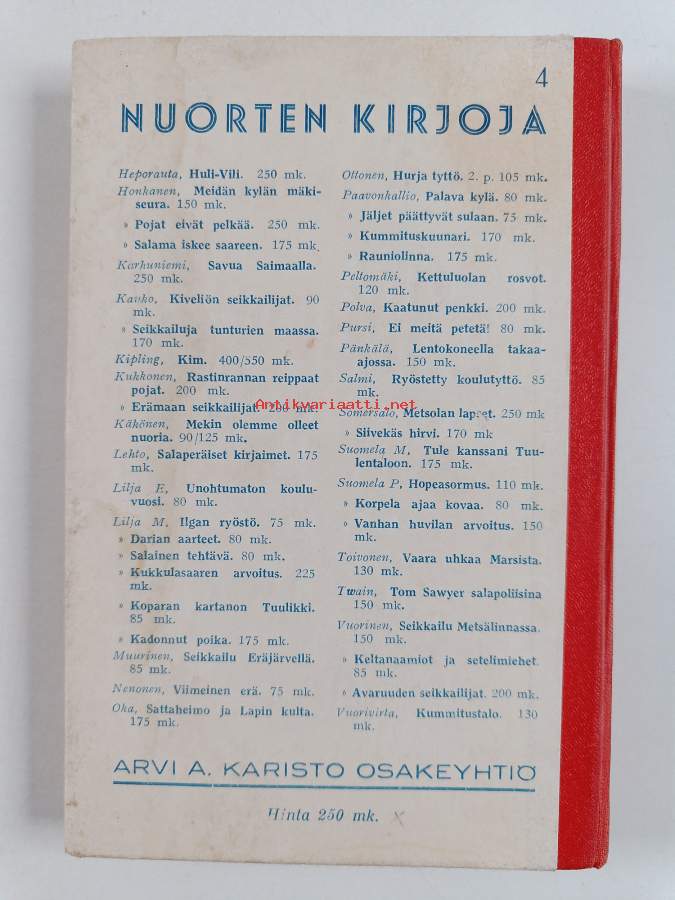 4
NUORTEN KIRJOJA
Heporauta, Huli-Vili. 250 mk.
Honkanen, Meidän kylän mäki-
seura. 150 mk.
» Pojat eivät pelkää. 250 mk.
» Salama iskee saareen. 175 mk.
Karhuniemi, Savua Saimaalla.
250 mk.
Kauko, Kiveliön seikkailijat. 90
mk.
» Seikkailuja tunturien maassa.
170 mk.
Kipling, Kim. 400/550 mk.
Kukkonen, Rastinrannan reippaat
pojat. 200 mk.
» Erämaan seikkailijat. 200 mk.
Käkönen, Mekin olemme olleet
nuoria. 90/125 mk.
Lehto, Salaperäiset kirjaimet. 175
mk.
Lilja E, Unohtumaton koulu-
vuosi. 80 mk.
Lilja M, Ilgan ryöstö. 75 mk.
» Darian aarteet. 80 mk.
» Salainen tehtävä. 80 mk.
» Kukkulasaaren arvoitus. 225
mk.
» Koparan kartanon Tuulikki.
85 mk.
» Kadonnut poika. 175 mk.
Muurinen, Seikkailu Eräjärvellä.
85 mk.
Nenonen, Viimeinen erä. 75 mk.
Oka, Sattaheimo ja Lapin kulta.
175 mk.
Ottonen, Hurja tyttö. 2. p. 105 mk.
Paavonkallio, Palava kylä. 80 mk.
» Jäljet päättyvät sulaan. 75 mk.
» Kummituskuunari. 170 mk.
» Rauniolinna. 175 mk.
Peltomäki, Kettuluolan rosvot.
120 mk.
Polva, Kaatunut penkki. 200 mk.
Pursi, Ei meitä petetä! 80 mk.
Pänkälä, Lentokoneella takaa-
ajossa. 150 mk.
Salmi, Ryöstetty koulutyttö. 85
mk.
Somersalo, Metsolan lapset. 250 mk
» Siivekäs hirvi. 170 mk
Suomela M, Tule kanssani Tuu-
lentaloon. 175 mk.
Suomela P, Hopeasormus. 110 mk.
» Korpela ajaa kovaa. 80 mk.
» Vanhan huvilan arvoitus. 150
mk.
Toivonen, Vaara uhkaa Marsista.
130 mk.
Twain, Tom Sawyer salapoliisina
150 mk.
Vuorinen, Seikkailu Metsälinnassa.
150 mk.
» Keltanaamiot ja setelimiehet.
85 mk.
» Avaruuden seikkailijat. 200 mk.
Vuorivirta, Kummitustalo. 130
mk.
Antikvariaatti.net
ARVI A. KARISTO OSAKEYHTIÖ
Hinta 250 mk. x